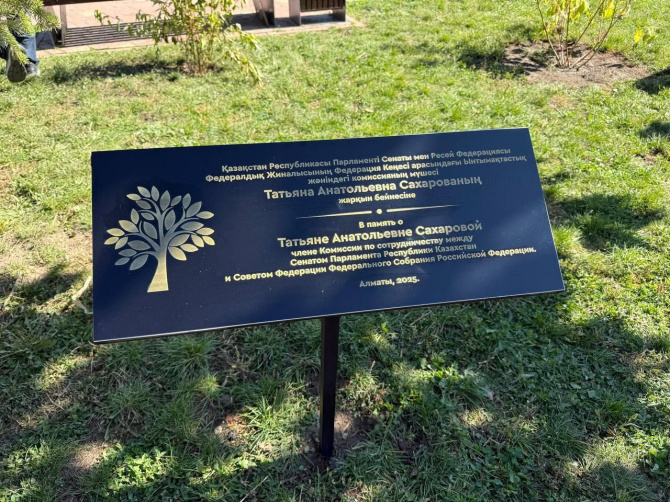 Қазақстан Республикасы Парламенті Сенаты мен Ресей Федерациясы
Федералдық Жиналысының Федерация Кеңесі арасындағы Ынтымақтастық
жөніндегі комиссияның мүшесі
Татьяна Анатольевна Сахарованың
жарқын бейнесіне
В память о
Татьяне Анатольевне Сахаровой
члене Комиссии по сотрудничеству между
Сенатом Парламента Республики Казахстан
и Советом Федерации Федерального Собрания Российской Федерации.
Алматы, 2025.